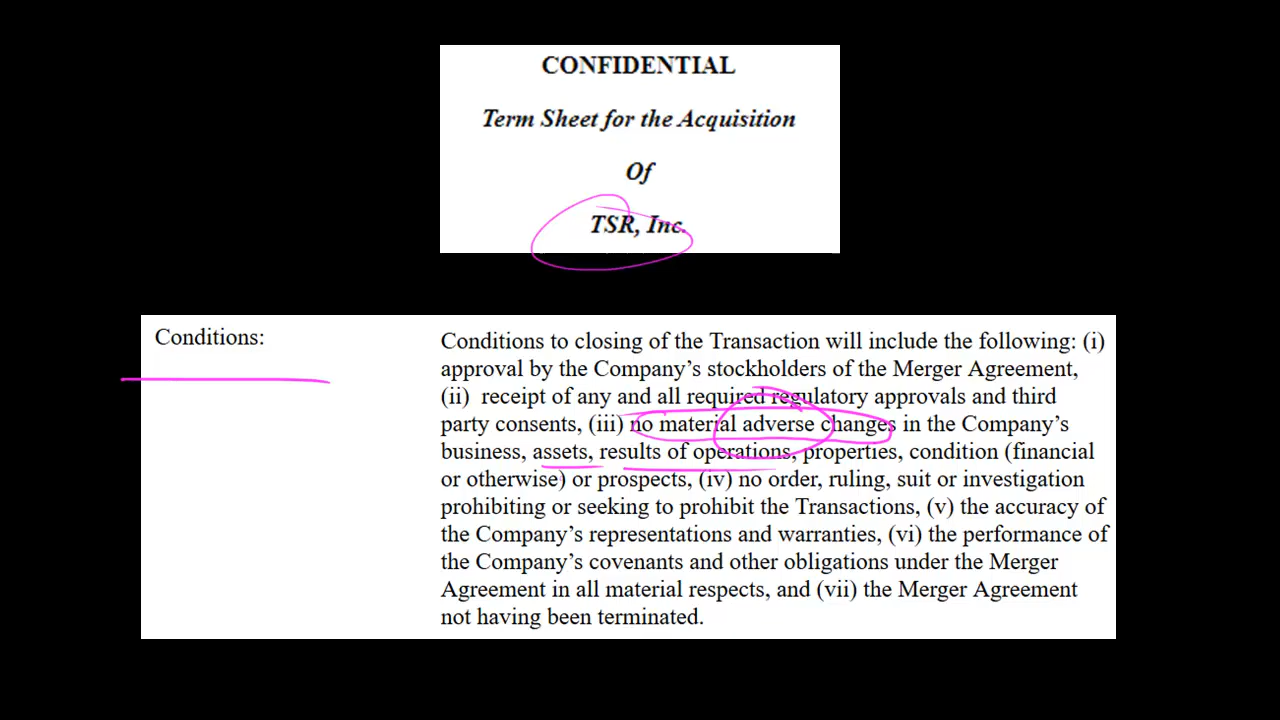 CONFIDENTIAL
Term Sheet for the Acquisition
Of
TSR, Inc.
Conditions:
Conditions to closing of the Transaction will include the following: (i)
approval by the Company’s stockholders of the Merger Agreement,
(ii) receipt of any and all required regulatory approvals and third
party consents, (iii) no material adverse changes in the Company’s
business, assets, results of operations, properties, condition (financial
or otherwise) or prospects, (iv) no order, ruling, suit or investigation
prohibiting or seeking to prohibit the Transactions, (v) the accuracy of
the Company’s representations and warranties, (vi) the performance of
the Company’s covenants and other obligations under the Merger
Agreement in all material respects, and (vii) the Merger Agreement
not having been terminated.